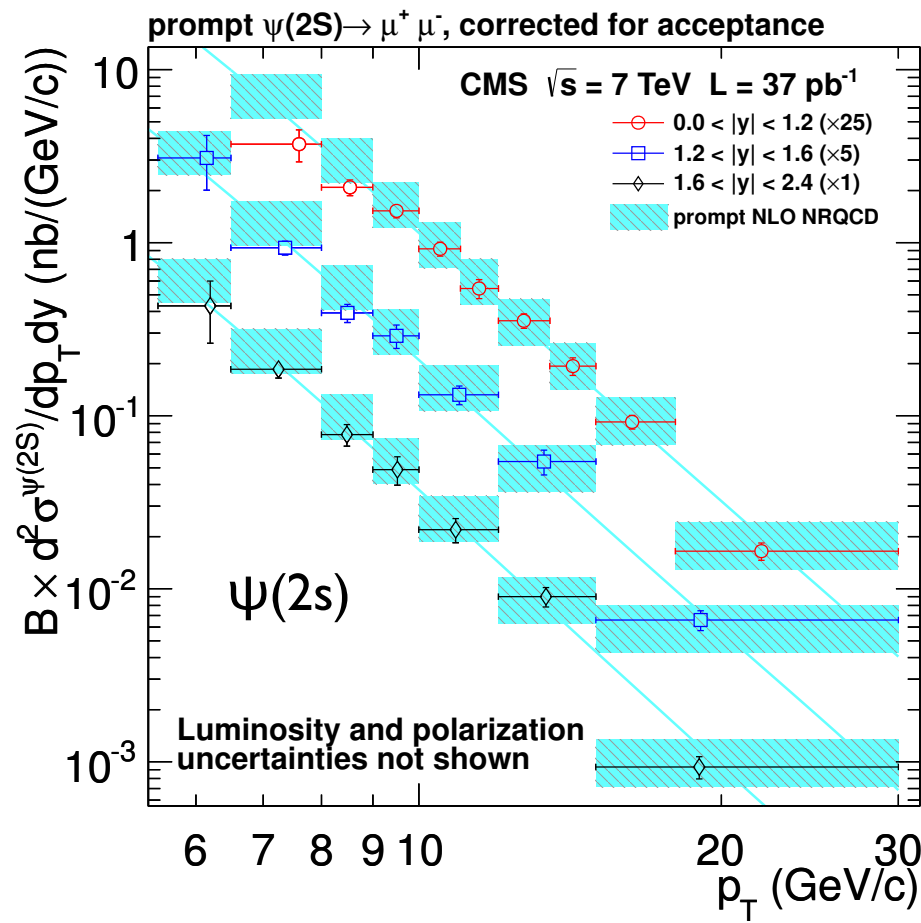 prompt ψ(2S)→ μ⁺ μ⁻, corrected for acceptance
CMS √s = 7 TeV L = 37 pb⁻¹
0.0 < |y| < 1.2 (×25)
1.2 < |y| < 1.6 (×5)
1.6 < |y| < 2.4 (×1)
prompt NLO NRQCD
B× d²σ^ψ(2S)/dp_T dy (nb/(GeV/c))
10
1
10⁻¹
10⁻²
10⁻³
ψ(2s)
Luminosity and polarization
uncertainties not shown
6 7 8 9 10 20 30
p_T (GeV/c)